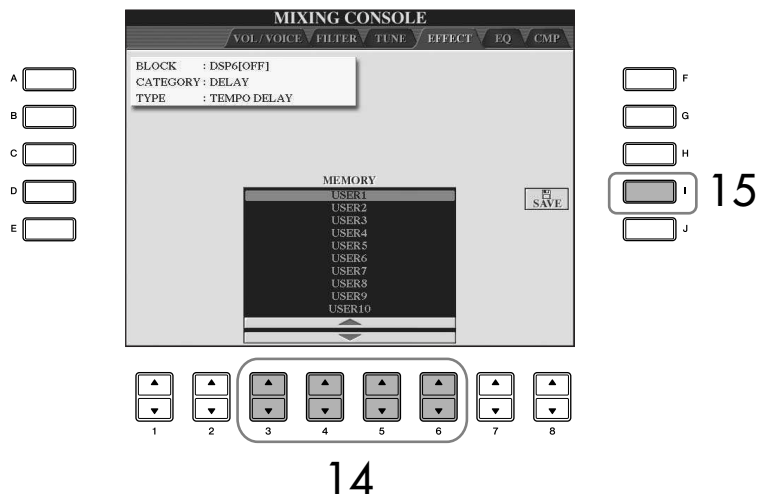 MIXING CONSOLE
VOL/VOICE FILTER TUNE EFFECT EQ CMP
BLOCK : DSP6[OFF]
CATEGORY : DELAY
TYPE : TEMPO DELAY
A
B
C
D
E
F
G
H
I
J
15
MEMORY
USER1
USER2
USER3
USER4
USER5
USER6
USER7
USER8
USER9
USER10
SAVE
1 2 3 4 5 6 7 8
14